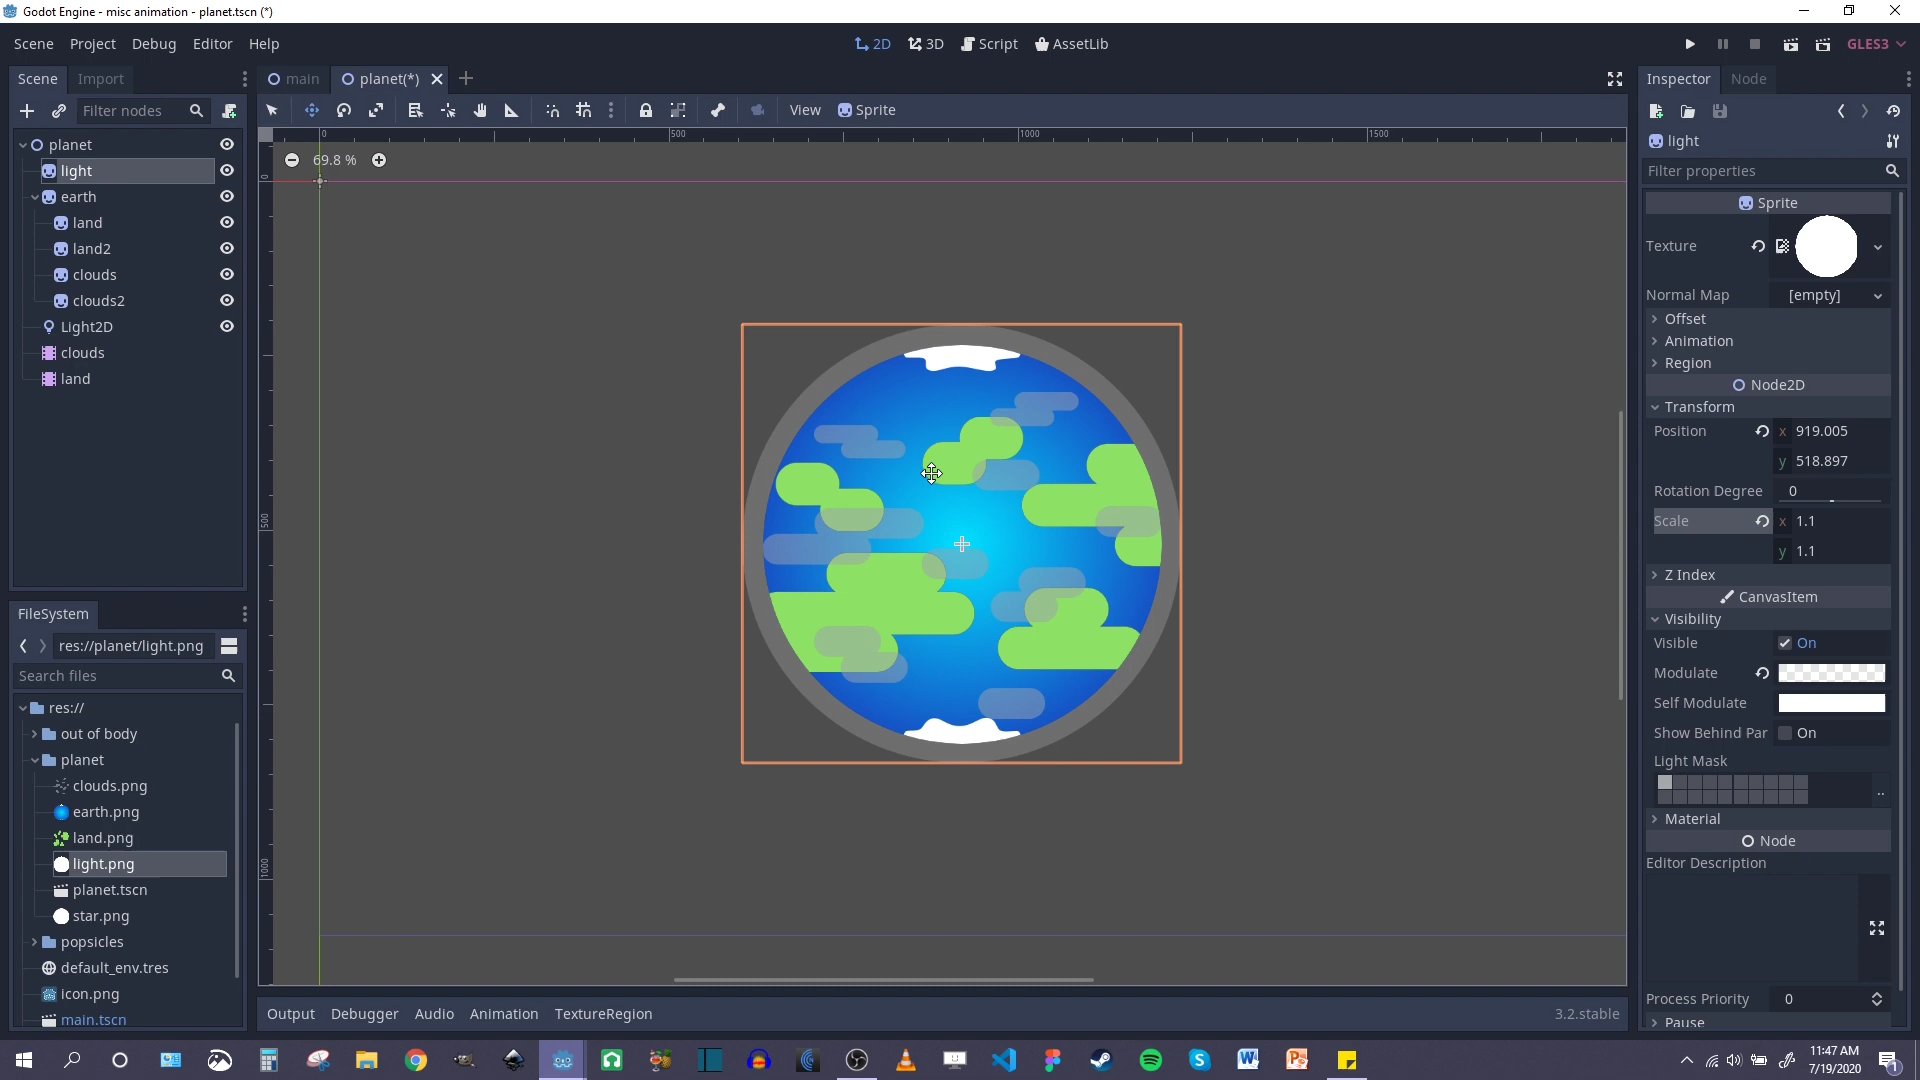 Godot Engine - misc animation - planet.tscn (*)
Scene Project Debug Editor Help
2D 3D Script AssetLib
GLES3
Scene Import
main planet(*)
Inspector Node
Filter nodes
View Sprite
69.8 %
0 500 1000 1500
0
500
1000
planet
light
earth
land
land2
clouds
clouds2
Light2D
clouds
land
FileSystem
res://planet/light.png
Search files
res://
out of body
planet
clouds.png
earth.png
land.png
light.png
planet.tscn
star.png
popsicles
default_env.tres
icon.png
main.tscn
Output Debugger Audio Animation TextureRegion
3.2.stable
light
Filter properties
Sprite
Texture
Normal Map [empty]
Offset
Animation
Region
Node2D
Transform
Position x 919.005
y 518.897
Rotation Degree 0
Scale x 1.1
y 1.1
Z Index
CanvasItem
Visibility
Visible On
Modulate
Self Modulate
Show Behind Par On
Light Mask
..
Material
Node
Editor Description
Process Priority 0
Pause
11:47 AM
7/19/2020
1